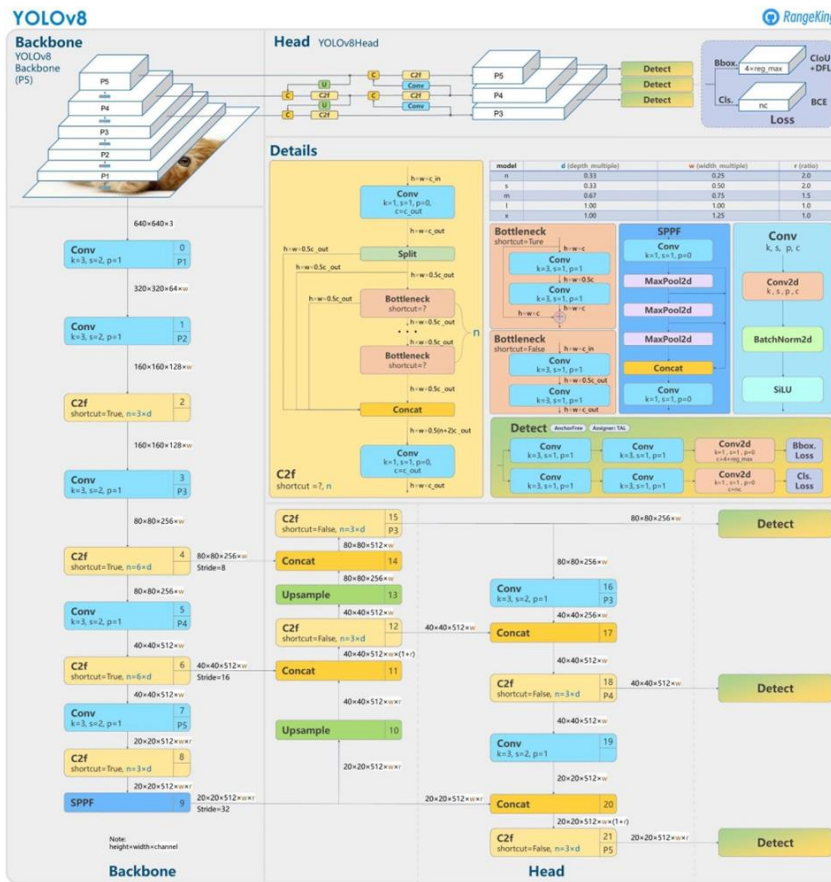 YOLOv8
RangeKing
Backbone
YOLOv8
Backbone
(P5)
P5
P4
P3
P2
P1
Head YOLOv8Head
C
C2f
U
Conv
C
C2f
C
C2f
U
Conv
C
C2f
P5
P4
P3
Detect
Detect
Detect
Bbox.
4×reg_max
CIoU
+DFL
Cls.
nc
BCE
Loss
Details
h=w=c_in
Conv
k=1, s=1, p=0,
c=c_out
h=w=c_out
Split
h=w=0.5c_out
h=w=0.5c_out
h=w=0.5c_out
Bottleneck
shortcut=?
h=w=0.5c_out
• • •
h=w=0.5c_out
Bottleneck
shortcut=?
n
h=w=0.5c_out
Concat
h=w=0.5(n+2)c_out
Conv
k=1, s=1, p=0,
c=c_out
h=w=c_out
C2f
shortcut =?, n
model d (depth_multiple) w (width_multiple) r (ratio)
n 0.33 0.25 2.0
s 0.33 0.50 2.0
m 0.67 0.75 1.5
l 1.00 1.00 1.0
x 1.00 1.25 1.0
Bottleneck
shortcut=Ture
h=w=c
Conv
k=3, s=1, p=1
h=w=0.5c
Conv
k=3, s=1, p=1
h=w=c
h=w=c
Bottleneck
shortcut=False
h=w=c_in
Conv
k=3, s=1, p=1
h=w=0.5c_out
Conv
k=3, s=1, p=1
h=w=c_out
SPPF
Conv
k=1, s=1, p=0
MaxPool2d
MaxPool2d
MaxPool2d
Concat
Conv
k=1, s=1, p=0
Conv
k, s, p, c
Conv2d
k, s, p, c
BatchNorm2d
SiLU
Detect AnchorFree Assigner: TAL
Conv
k=3, s=1, p=1
Conv
k=3, s=1, p=1
Conv2d
k=1, s=1, p=0
c=4×reg_max
Bbox.
Loss
Conv
k=3, s=1, p=1
Conv
k=3, s=1, p=1
Conv2d
k=1, s=1, p=0
c=nc
Cls.
Loss
640×640×3
Conv 0
k=3, s=2, p=1 P1
320×320×64×w
Conv 1
k=3, s=2, p=1 P2
160×160×128×w
C2f 2
shortcut=True, n=3×d
160×160×128×w
Conv 3
k=3, s=2, p=1 P3
80×80×256×w
C2f 4
shortcut=True, n=6×d
80×80×256×w
Stride=8
80×80×256×w
Conv 5
k=3, s=2, p=1 P4
40×40×512×w
C2f 6
shortcut=True, n=6×d
40×40×512×w
Stride=16
40×40×512×w
Conv 7
k=3, s=2, p=1 P5
20×20×512×w×r
C2f 8
shortcut=True, n=3×d
20×20×512×w×r
SPPF 9
20×20×512×w×r
Stride=32
Note:
height×width×channel
Backbone
C2f 15
shortcut=False, n=3×d P3
80×80×512×w
Concat 14
80×80×256×w
Upsample 13
40×40×512×w
C2f 12
shortcut=False, n=3×d
40×40×512×w
40×40×512×w×(1+r)
Concat 11
40×40×512×w×r
Upsample 10
20×20×512×w×r
80×80×256×w
Detect
80×80×256×w
Conv 16
k=3, s=2, p=1 P3
40×40×256×w
Concat 17
40×40×512×w
C2f 18
shortcut=False, n=3×d P4
40×40×512×w
Detect
40×40×512×w
Conv 19
k=3, s=2, p=1
20×20×512×w
20×20×512×w×r
Concat 20
20×20×512×w×(1+r)
C2f 21
shortcut=False, n=3×d P5
20×20×512×w×r
Detect
Head